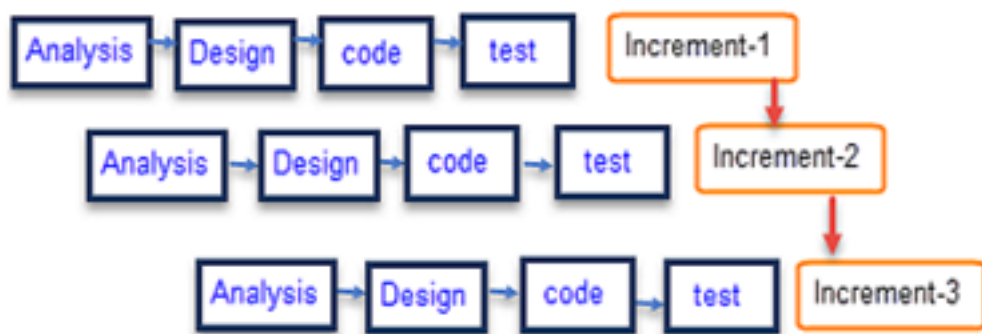 Analysis Design code test Increment-1
Analysis Design code test Increment-2
Analysis Design code test Increment-3